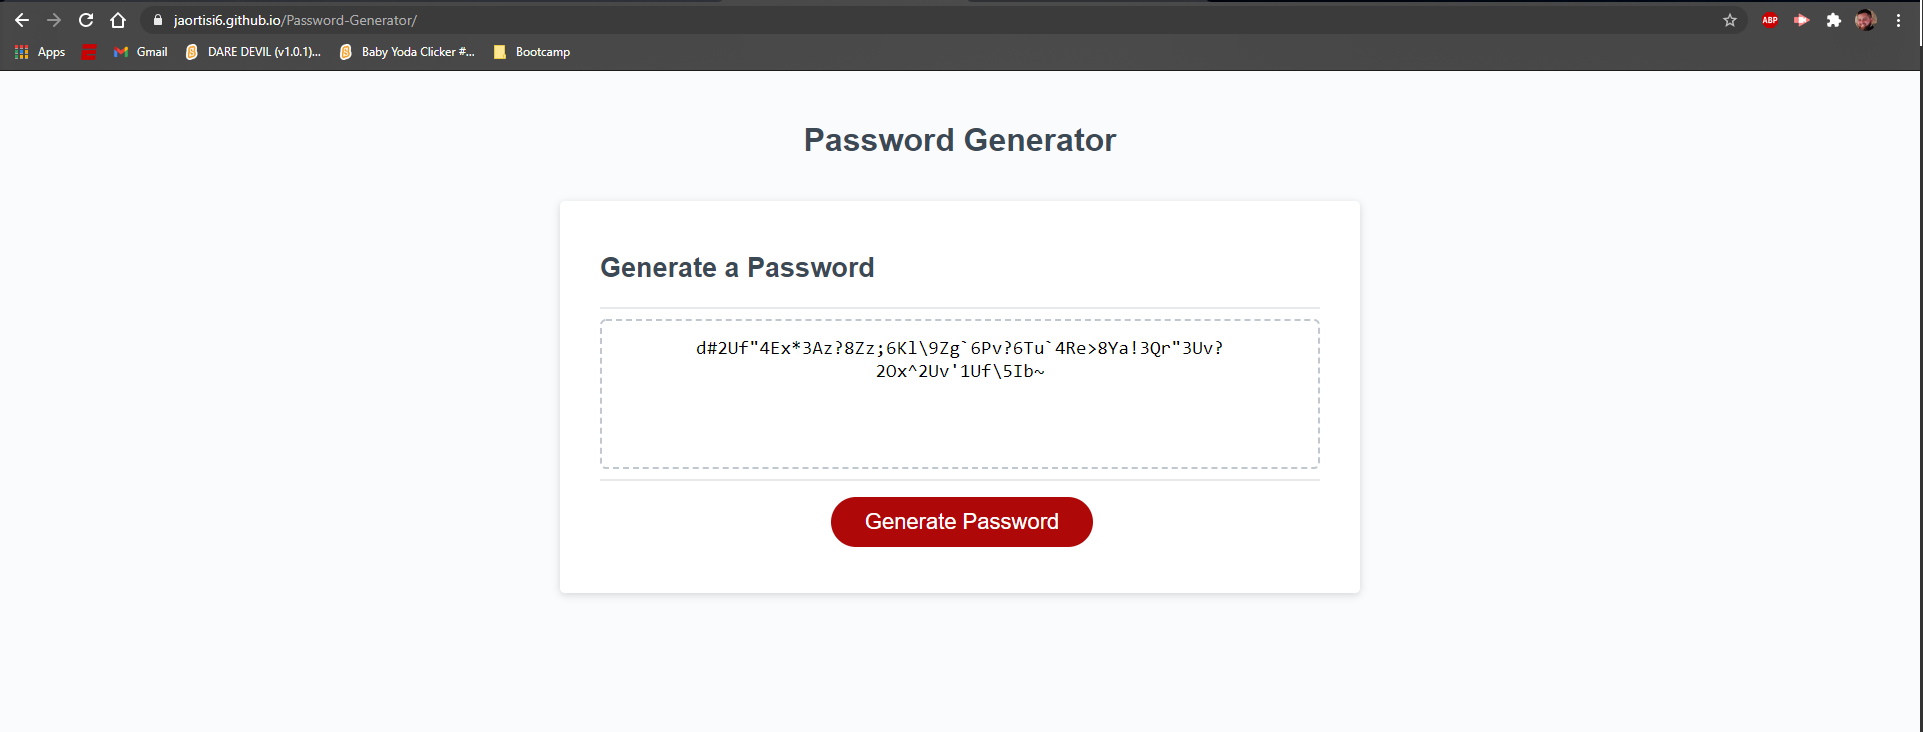 jaortisi6.github.io/Password-Generator/
ABP
Apps
Gmail
DARE DEVIL (v1.0.1)...
Baby Yoda Clicker #...
Bootcamp
Password Generator
Generate a Password
d#2Uf"4Ex*3Az?8Zz;6Kl\9Zg`6Pv?6Tu`4Re>8Ya!3Qr"3Uv?
2Ox^2Uv'1Uf\5Ib~
Generate Password